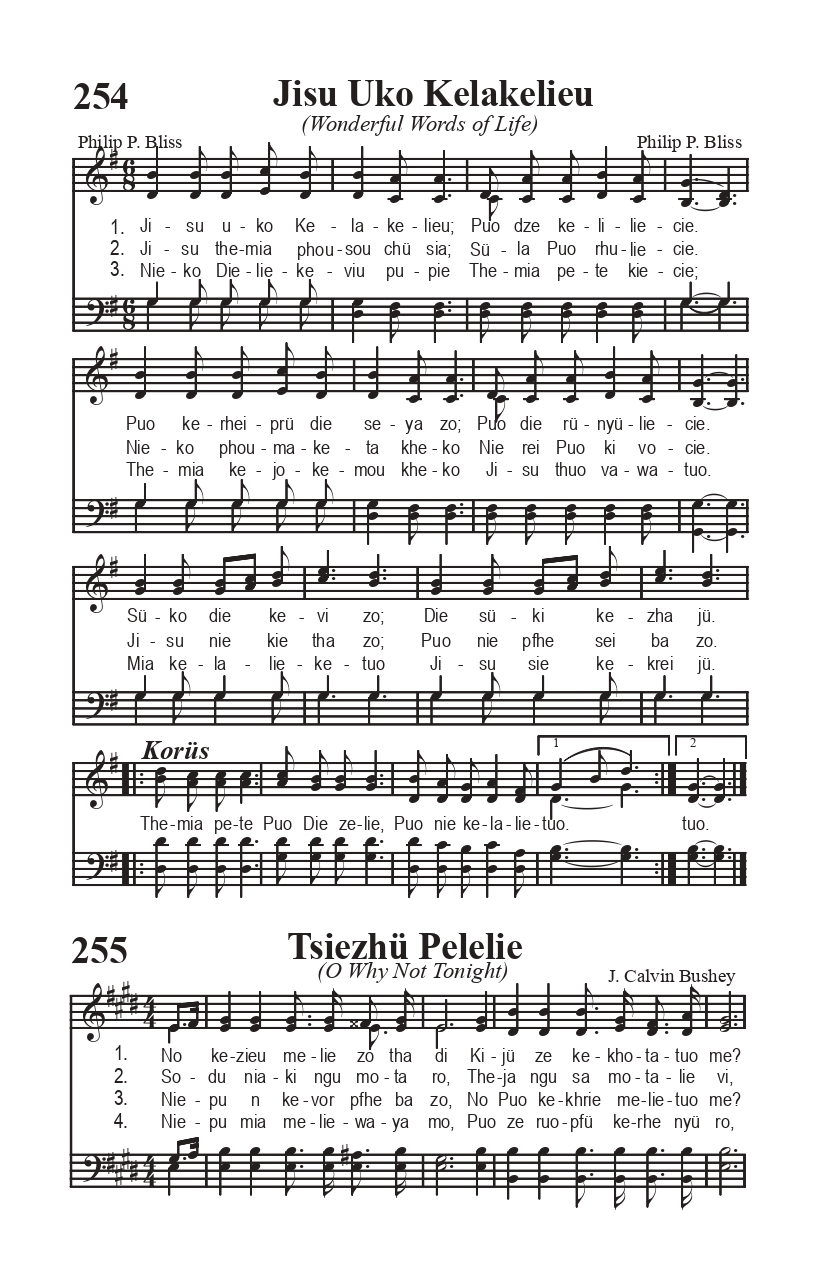 254 Jisu Uko Kelakelieu
(Wonderful Words of Life)
Philip P. Bliss Philip P. Bliss
1. Ji - su u - ko Ke - la - ke - lieu; Puo dze ke - li - lie - cie.
2. Ji - su the - mia phou - sou chü sia; Sü - la Puo rhu - lie - cie.
3. Nie - ko Die - lie - ke - viu pu - pie The - mia pe - te kie - cie;
Puo ke - rhei - prü die se - ya zo; Puo die rü - nyü - lie - cie.
Nie - ko phou - ma - ke - ta khe - ko Nie rei Puo ki vo - cie.
The - mia ke - jo - ke - mou khe - ko Ji - su thuo va - wa - tuo.
Sü - ko die ke - vi zo; Die sü - ki ke - zha jü.
Ji - su nie kie tha zo; Puo nie pfhe sei ba zo.
Mia ke - la - lie - ke - tuo Ji - su sie ke - krei jü.
Korüs
1 2
The - mia pe - te Puo Die ze - lie, Puo nie ke - la - lie - tuo. tuo.
255 Tsiezhü Pelelie
(O Why Not Tonight)
J. Calvin Bushey
1. No ke - zieu me - lie zo tha di Ki - jü ze ke - kho - ta - tuo me?
2. So - du nia - ki ngu mo - ta ro, The - ja ngu sa mo - ta - lie vi,
3. Nie - pu n ke - vor pfhe ba zo, No Puo ke - khrie me - lie - tuo me?
4. Nie - pu mia me - lie - wa - ya mo, Puo ze ruo - pfü ke - rhe nyü ro,